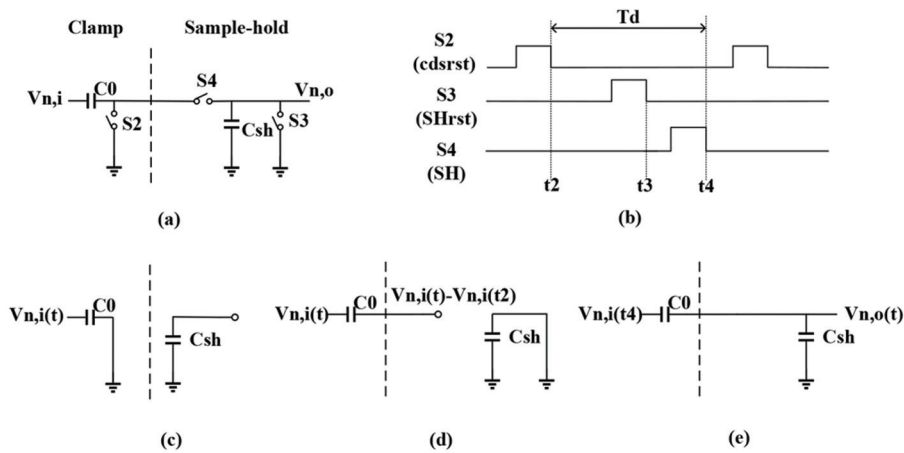 Clamp
Sample-hold
Vn,i
C0
S2
S4
Csh
S3
Vn,o
(a)
Td
S2
(cdsrst)
S3
(SHrst)
S4
(SH)
t2
t3
t4
(b)
Vn,i(t)
C0
Csh
(c)
Vn,i(t)
C0
Vn,i(t)-Vn,i(t2)
Csh
(d)
Vn,i(t4)
C0
Csh
Vn,o(t)
(e)